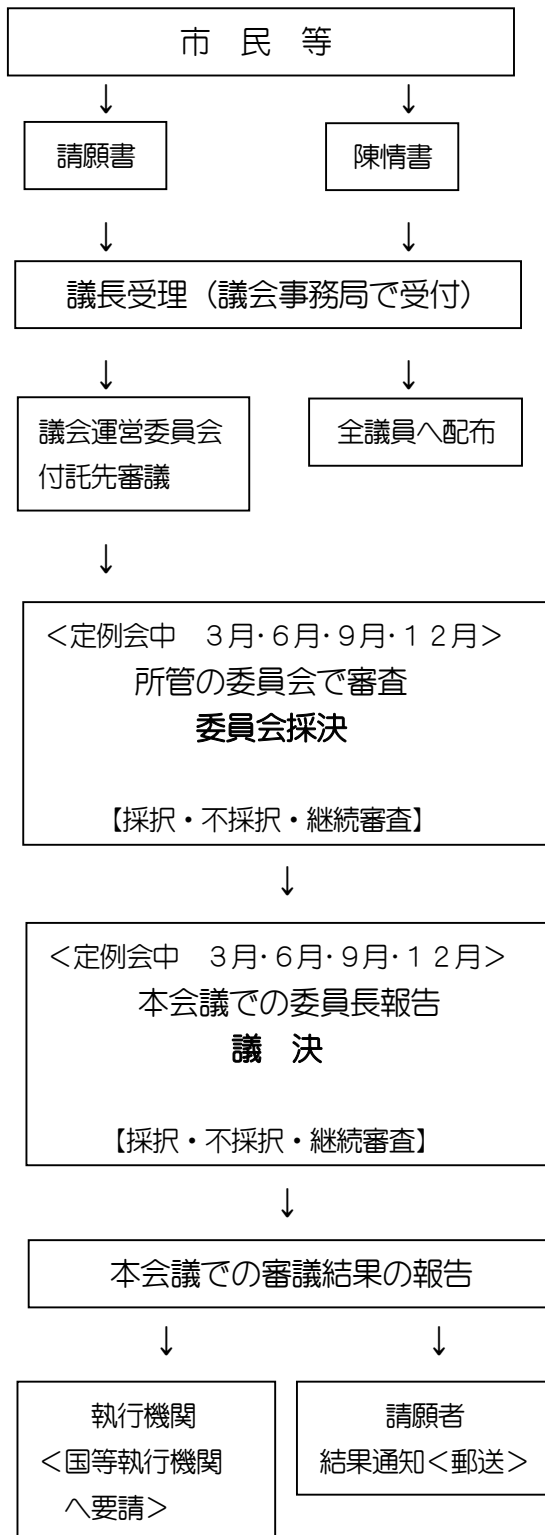 市　民　等
↓　↓
請願書　陳情書
↓　↓
議長受理（議会事務局で受付）
↓　↓
議会運営委員会
付託先審議
全議員へ配布
↓
＜定例会中　３月･６月･９月･１２月＞
所管の委員会で審査
委員会採決
【採択・不採択・継続審査】
↓
＜定例会中　３月･６月･９月･１２月＞
本会議での委員長報告
議　決
【採択・不採択・継続審査】
↓
本会議での審議結果の報告
↓　↓
執行機関
＜国等執行機関
へ要請＞
請願者
結果通知＜郵送＞